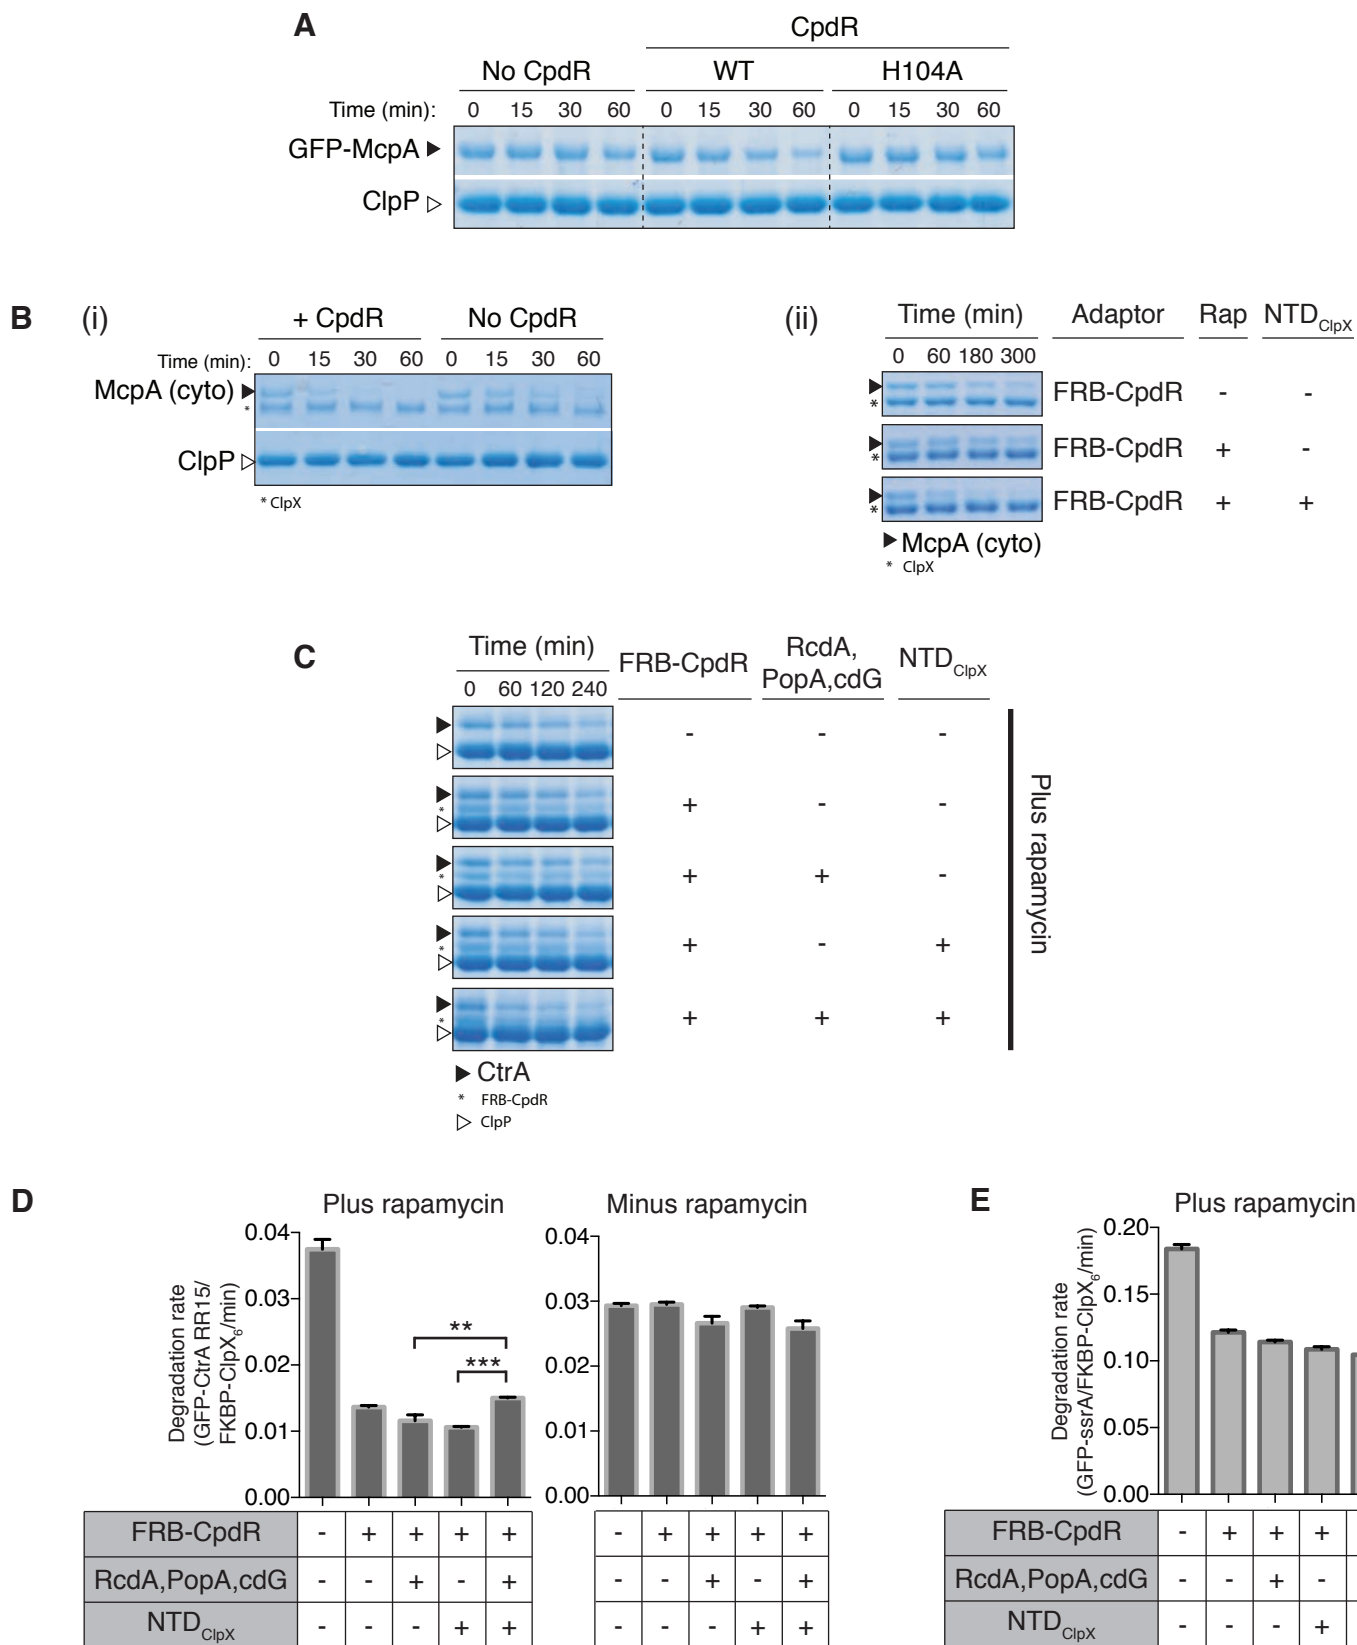 A
CpdR
No CpdR WT H104A
Time (min): 0 15 30 60 0 15 30 60 0 15 30 60
GFP-McpA ▶
ClpP ▷
B (i)
+ CpdR No CpdR
Time (min): 0 15 30 60 0 15 30 60
McpA (cyto) ▶
*
ClpP ▷
* ClpX
(ii) Time (min) Adaptor Rap NTD_ClpX
0 60 180 300
▶ FRB-CpdR - -
*
▶ FRB-CpdR + -
*
▶ FRB-CpdR + +
*
▶ McpA (cyto)
* ClpX
C
Time (min) FRB-CpdR RcdA, PopA,cdG NTD_ClpX
0 60 120 240
▶ - - -
▷
▶ + - -
*
▷
▶ + + -
*
▷
▶ + - +
*
▷
▶ + + +
*
▷
Plus rapamycin
▶ CtrA
* FRB-CpdR
▷ ClpP
D
Plus rapamycin
Degradation rate
(GFP-CtrA RR15/
FKBP-ClpX₆/min)
0.04
0.03
0.02
0.01
0.00
**
***
FRB-CpdR - + + + +
RcdA,PopA,cdG - - + - +
NTD_ClpX - - - + +
Minus rapamycin
0.04
0.03
0.02
0.01
0.00
- + + + +
- - + - +
- - - + +
E
Plus rapamycin
Degradation rate
(GFP-ssrA/FKBP-ClpX₆/min)
0.20
0.15
0.10
0.05
0.00
FRB-CpdR - + + +
RcdA,PopA,cdG - - + -
NTD_ClpX - - - +